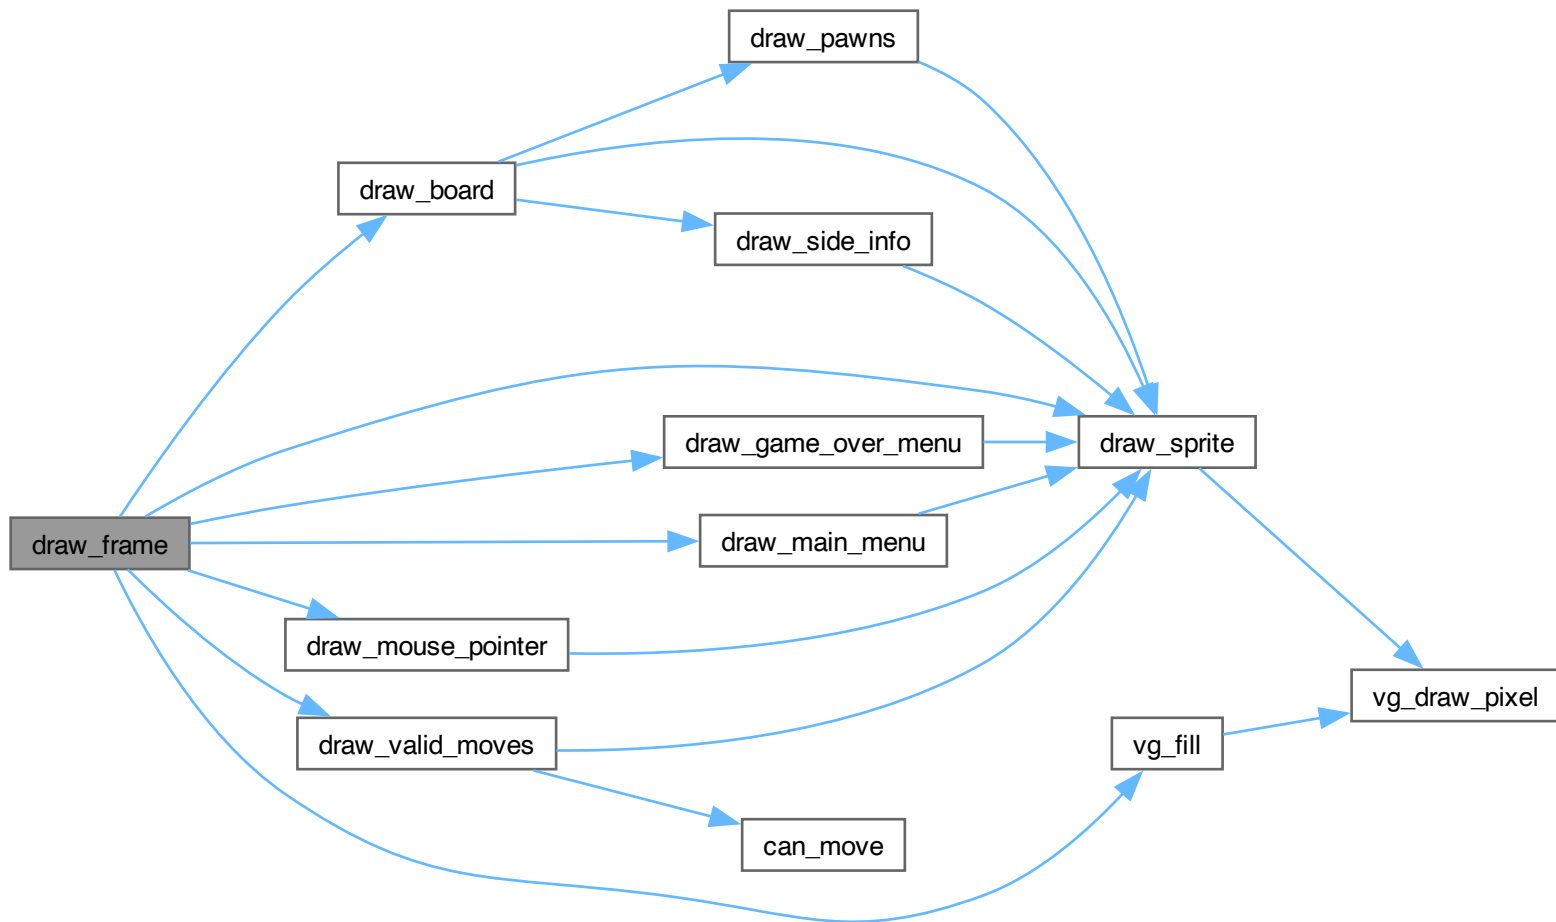 draw_pawns
draw_board
draw_side_info
draw_game_over_menu
draw_sprite
draw_frame
draw_main_menu
draw_mouse_pointer
vg_draw_pixel
draw_valid_moves
vg_fill
can_move